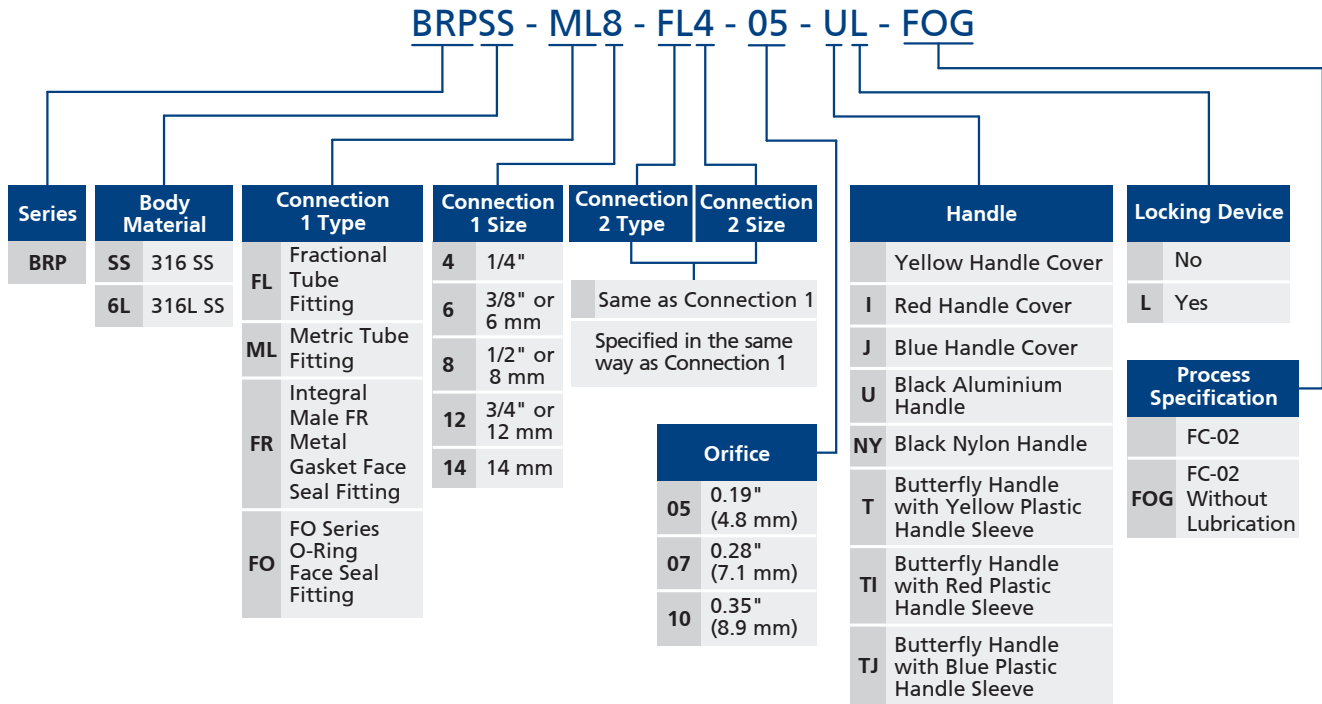 BRPSS - ML8 - FL4 - 05 - UL - FOG
Series
BRP
Body
Material
SS 316 SS
6L 316L SS
Connection
1 Type
FL Fractional
Tube
Fitting
ML Metric Tube
Fitting
FR Integral
Male FR
Metal
Gasket Face
Seal Fitting
FO FO Series
O-Ring
Face Seal
Fitting
Connection
1 Size
4 1/4"
6 3/8" or
6 mm
8 1/2" or
8 mm
12 3/4" or
12 mm
14 14 mm
Connection
2 Type
Connection
2 Size
Same as Connection 1
Specified in the same
way as Connection 1
Orifice
05 0.19"
(4.8 mm)
07 0.28"
(7.1 mm)
10 0.35"
(8.9 mm)
Handle
Yellow Handle Cover
I Red Handle Cover
J Blue Handle Cover
U Black Aluminium
Handle
NY Black Nylon Handle
T Butterfly Handle
with Yellow Plastic
Handle Sleeve
TI Butterfly Handle
with Red Plastic
Handle Sleeve
TJ Butterfly Handle
with Blue Plastic
Handle Sleeve
Locking Device
No
L Yes
Process
Specification
FC-02
FOG FC-02
Without
Lubrication